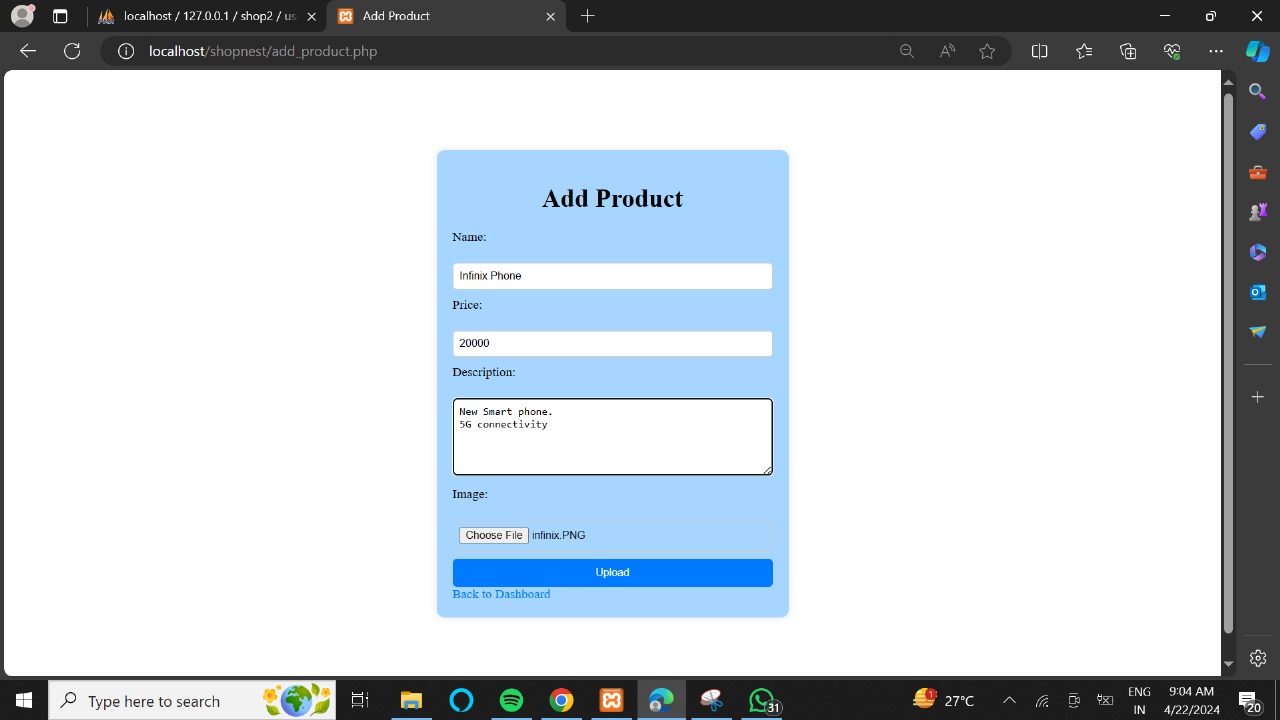 localhost / 127.0.0.1 / shop2 / us
Add Product
localhost/shopnest/add_product.php
Add Product
Name:
Infinix Phone
Price:
20000
Description:
New Smart phone.
5G connectivity
Image:
Choose File infinix.PNG
Upload
Back to Dashboard
Type here to search
31
1
27°C
ENG
IN
9:04 AM
4/22/2024
20